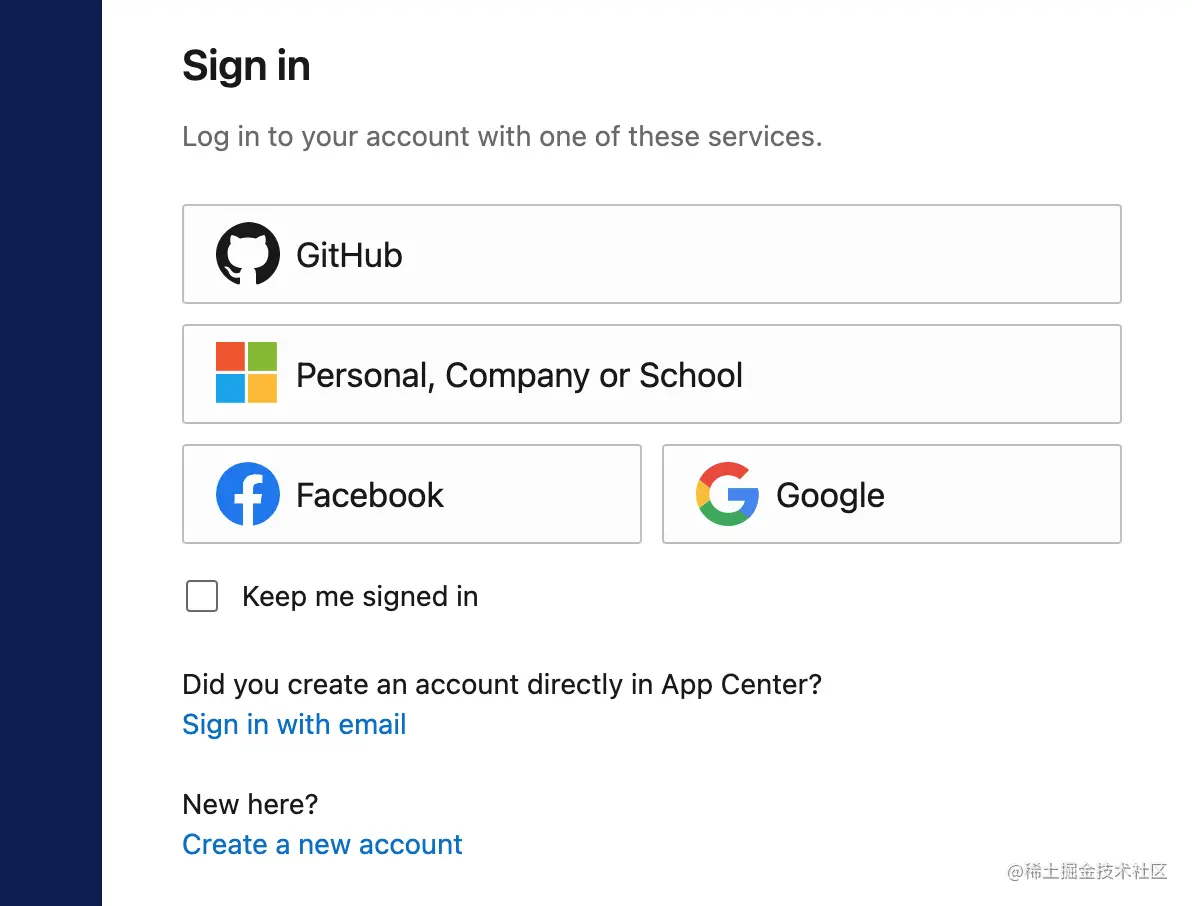 Sign in
Log in to your account with one of these services.
GitHub
Personal, Company or School
Facebook
Google
Keep me signed in
Did you create an account directly in App Center?
Sign in with email
New here?
Create a new account
@稀土掘金技术社区